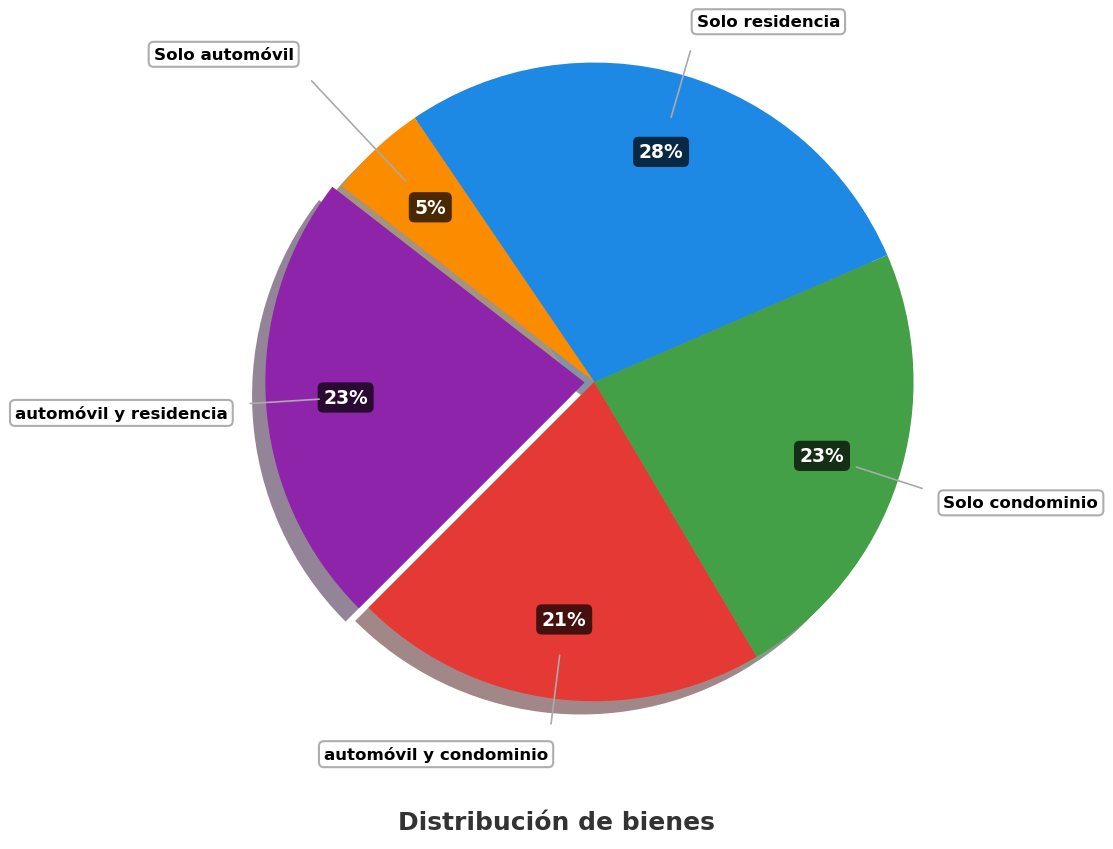 Solo residencia
Solo automóvil
28%
5%
23%
automóvil y residencia
23%
Solo condominio
21%
automóvil y condominio
Distribución de bienes